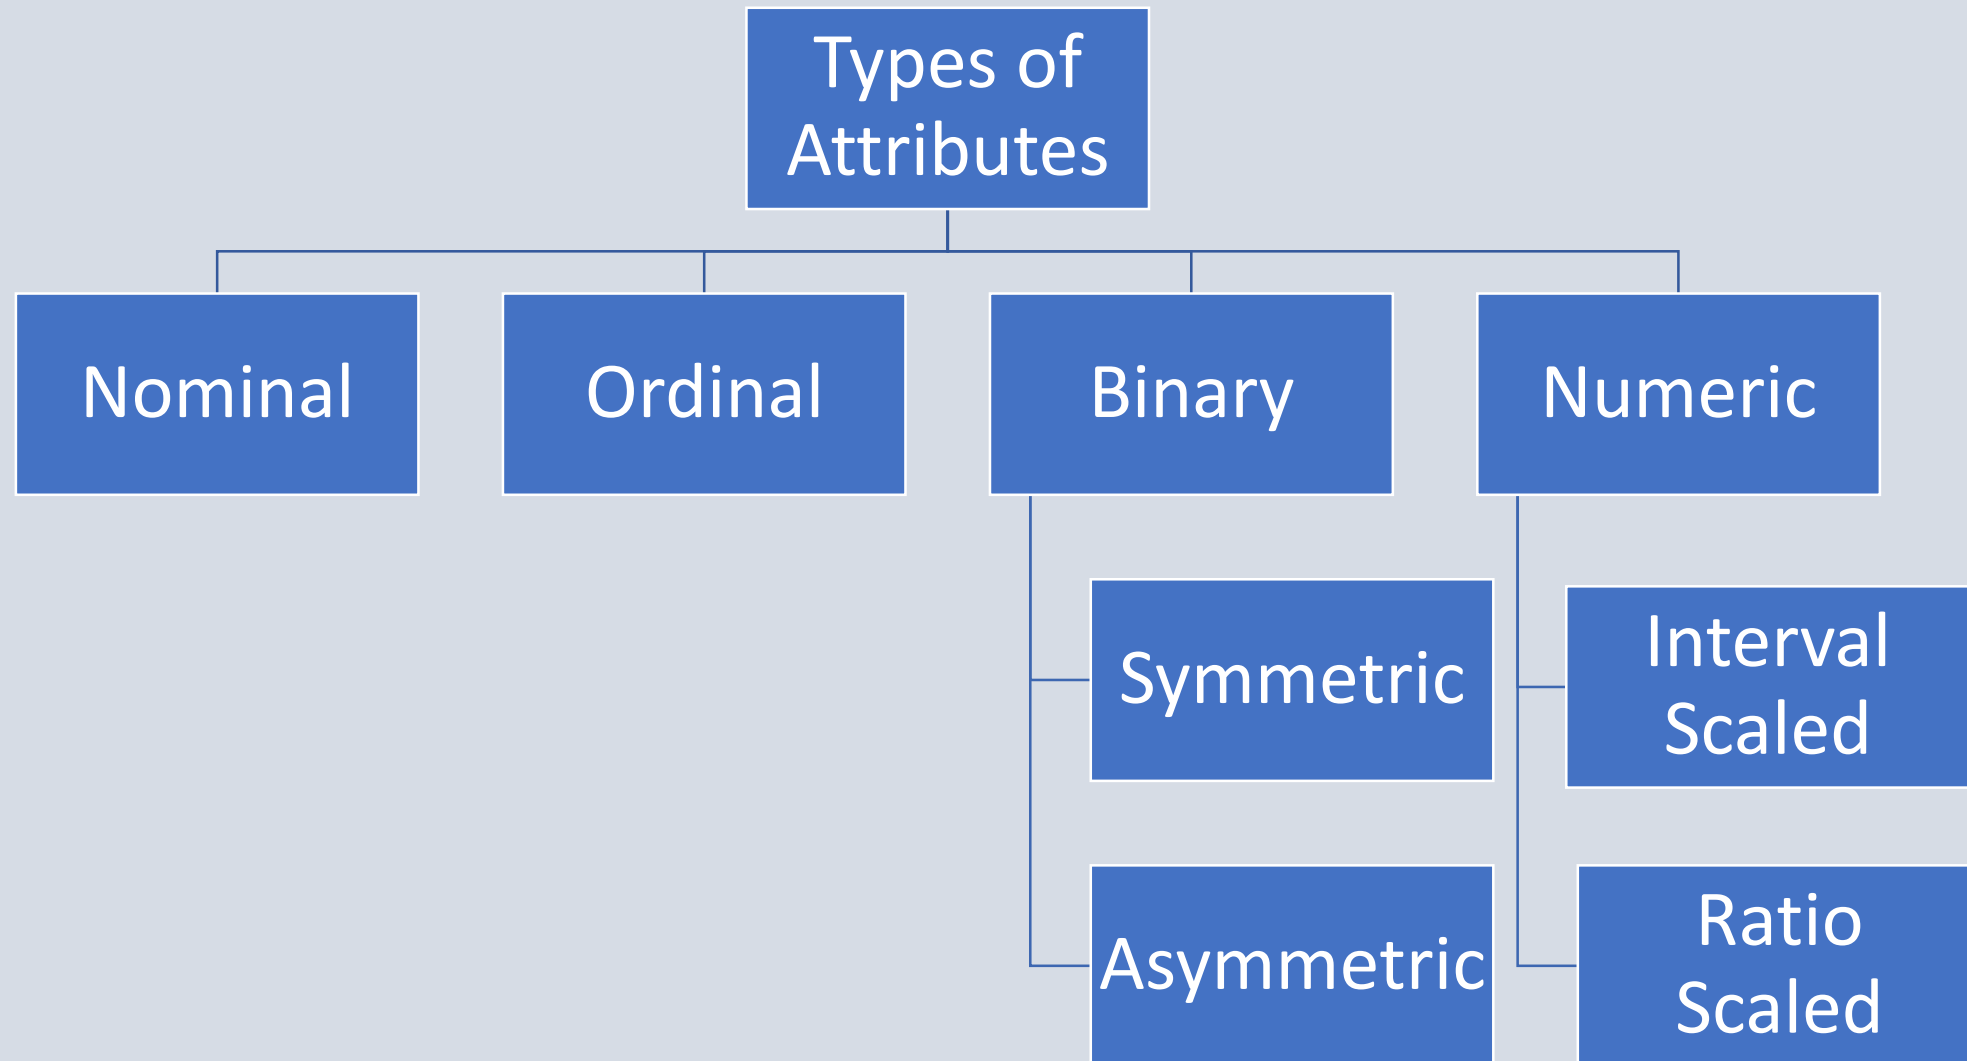 Types of
Attributes
Nominal
Ordinal
Binary
Numeric
Symmetric
Interval
Scaled
Asymmetric
Ratio
Scaled